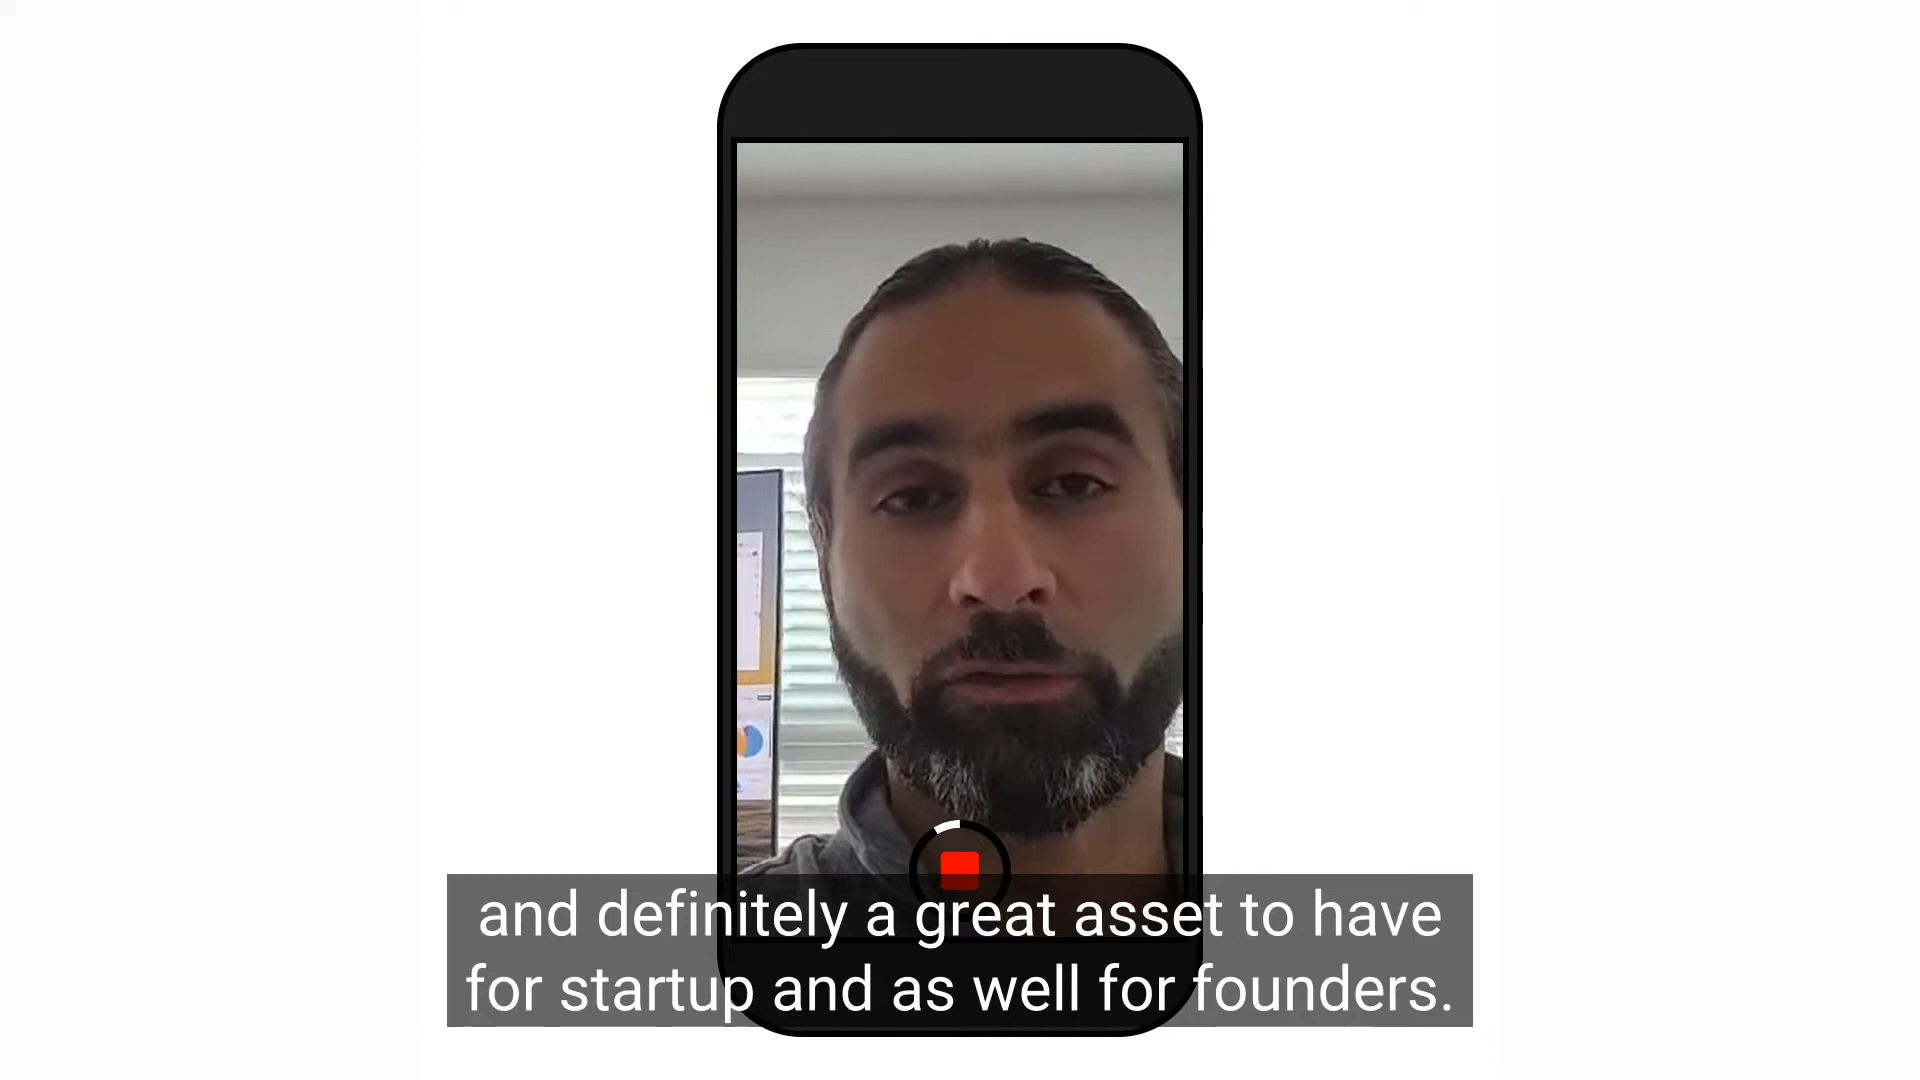 and definitely a great asset to have
for startup and as well for founders.